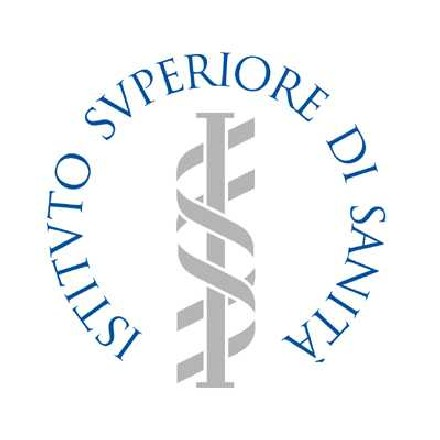 ISTITVTO SVPERIORE DI SANITÀ